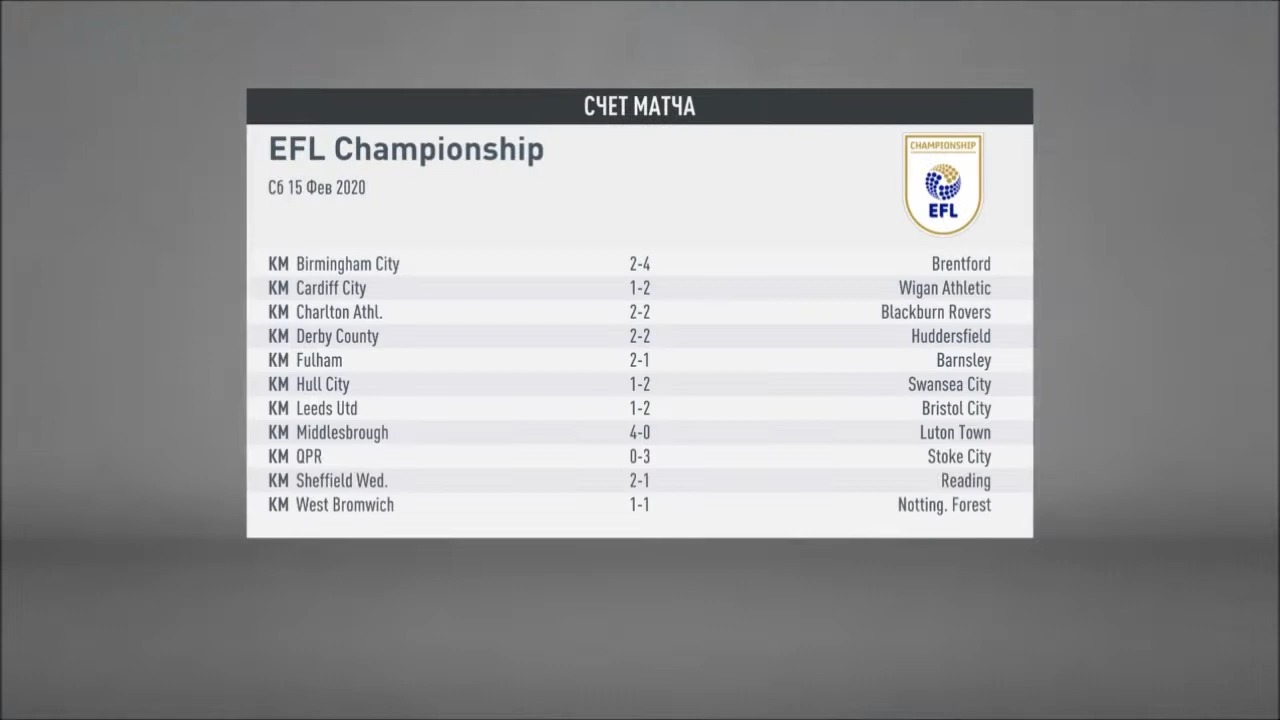 СЧЕТ МАТЧА
EFL Championship
Сб 15 Фев 2020
CHAMPIONSHIP
EFL
КМ Birmingham City 2-4 Brentford
КМ Cardiff City 1-2 Wigan Athletic
КМ Charlton Athl. 2-2 Blackburn Rovers
КМ Derby County 2-2 Huddersfield
КМ Fulham 2-1 Barnsley
КМ Hull City 1-2 Swansea City
КМ Leeds Utd 1-2 Bristol City
КМ Middlesbrough 4-0 Luton Town
КМ QPR 0-3 Stoke City
КМ Sheffield Wed. 2-1 Reading
КМ West Bromwich 1-1 Notting. Forest